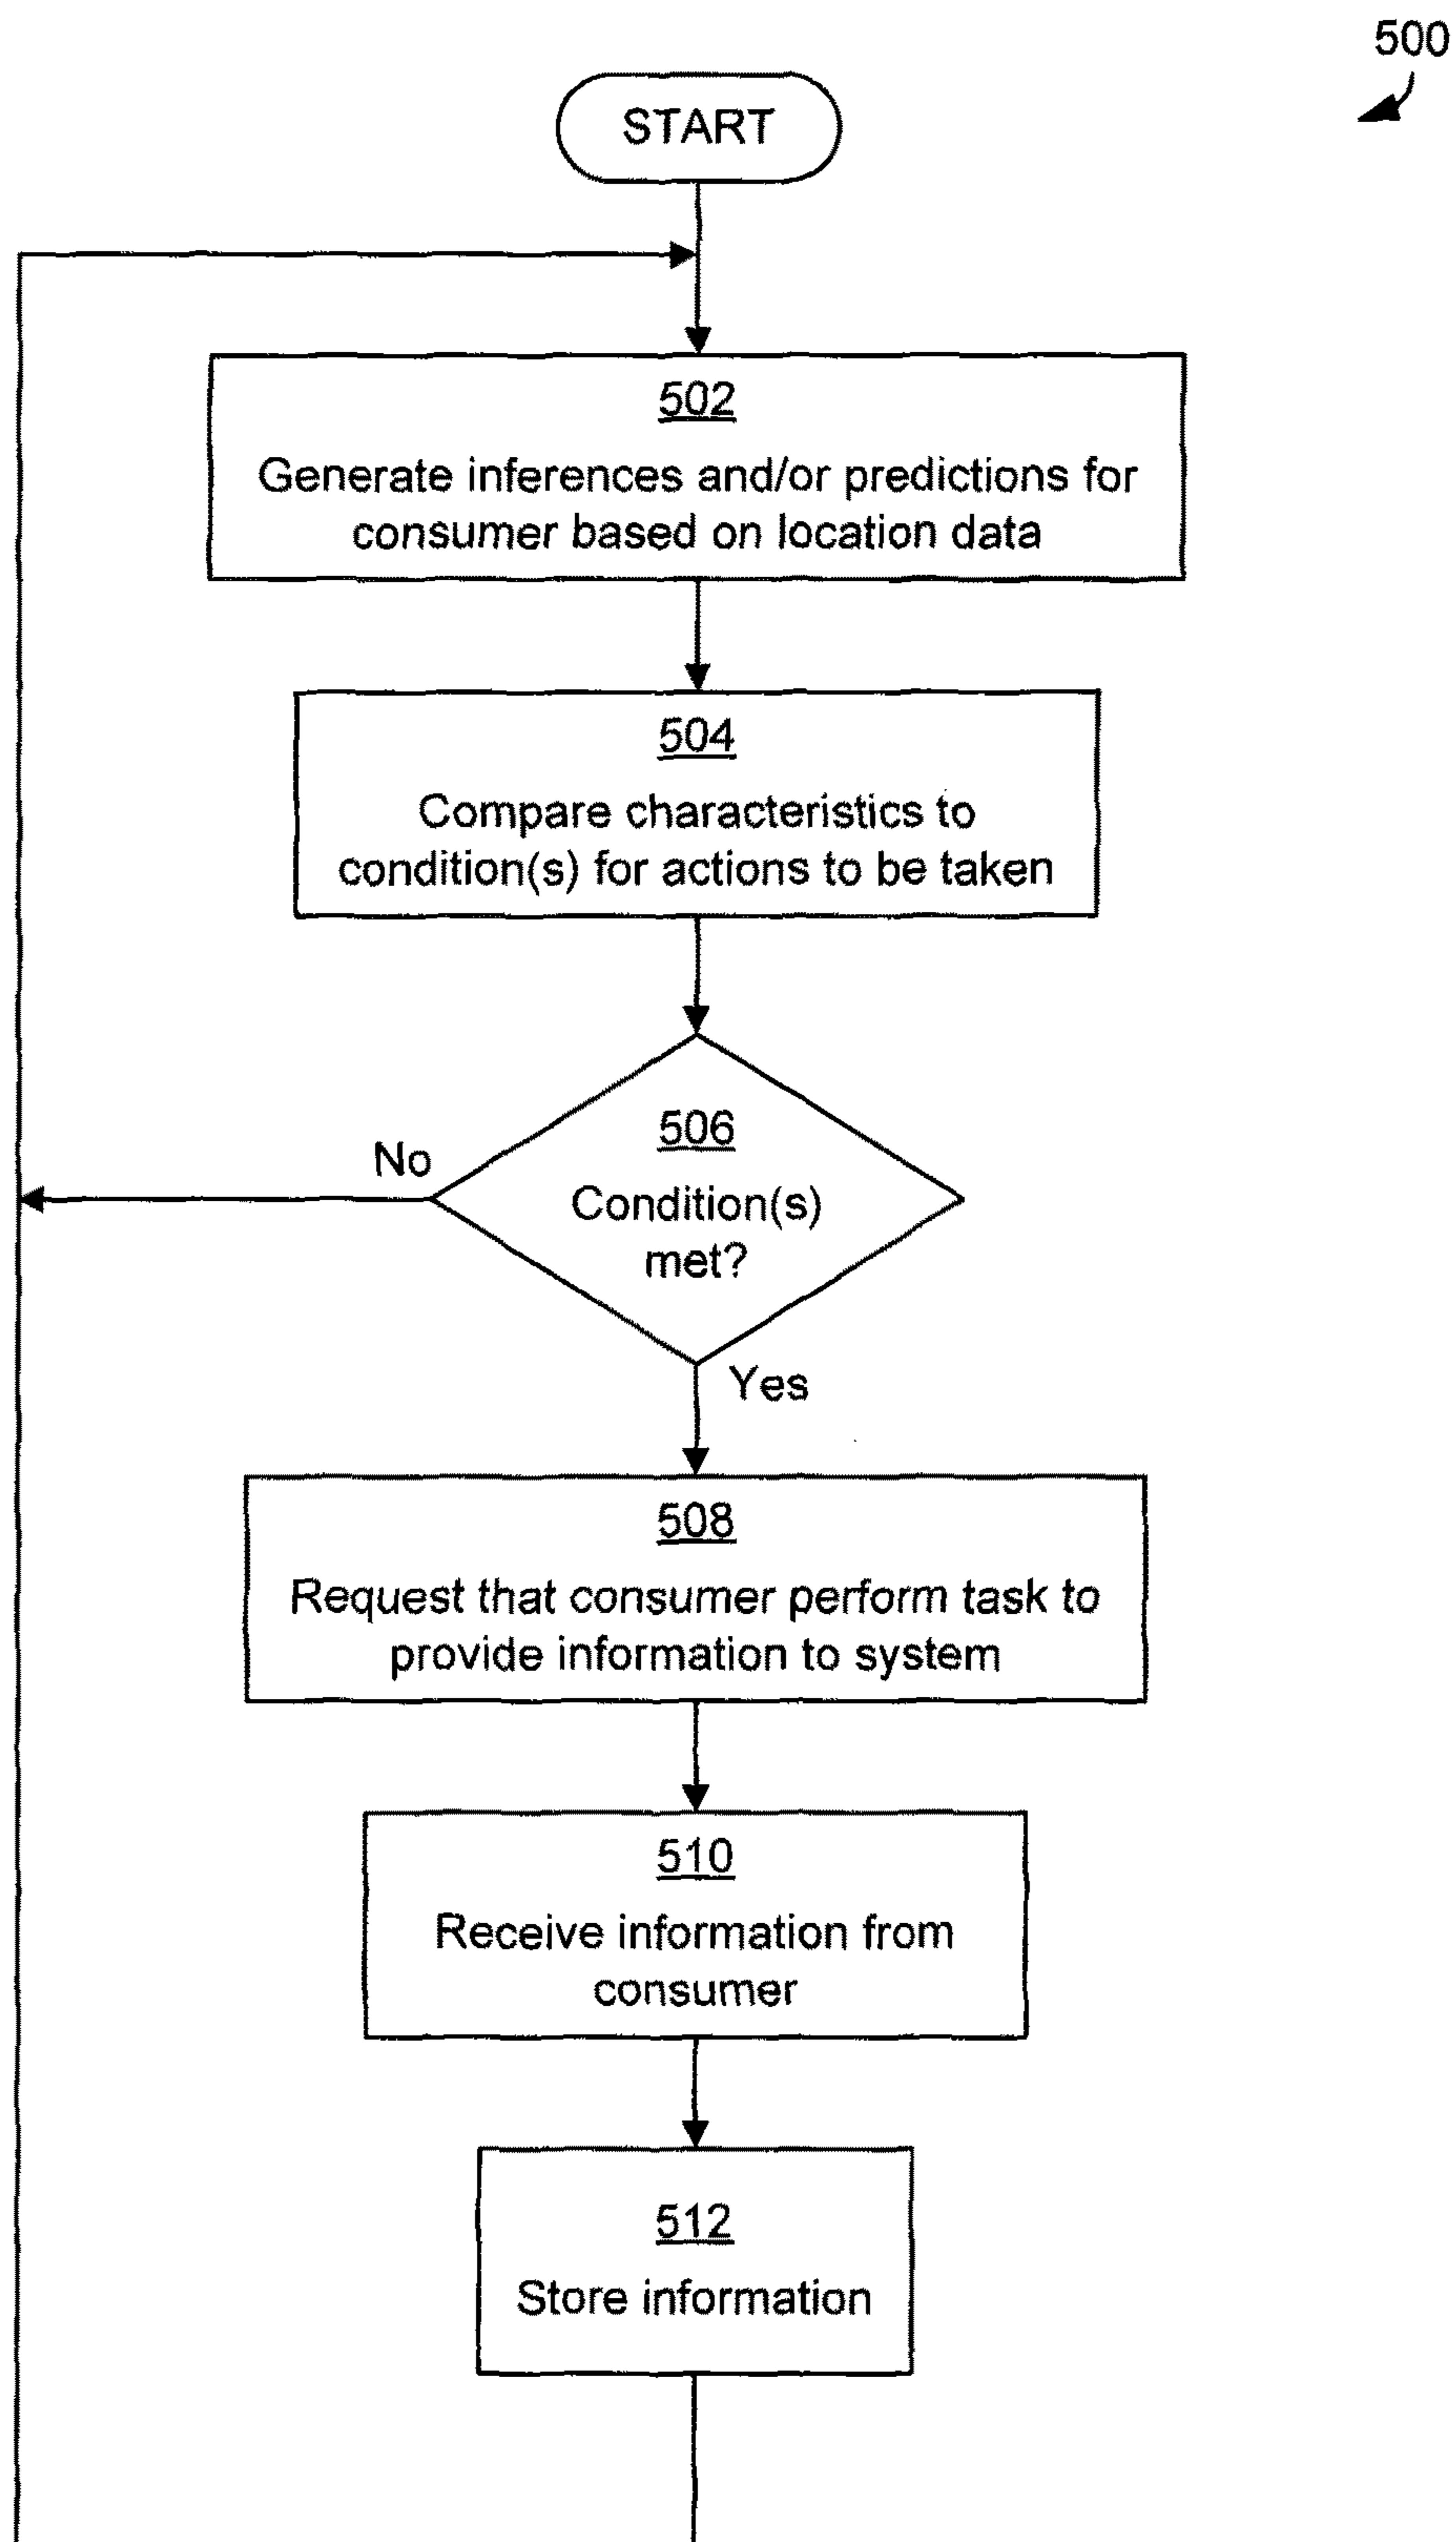 500
START
502
Generate inferences and/or predictions for
consumer based on location data
504
Compare characteristics to
condition(s) for actions to be taken
506
No
Condition(s)
met?
Yes
508
Request that consumer perform task to
provide information to system
510
Receive information from
consumer
512
Store information